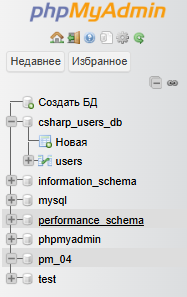 phpMyAdmin
Недавнее Избранное
Создать БД
csharp_users_db
Новая
users
information_schema
mysql
performance_schema
phpmyadmin
pm_04
test